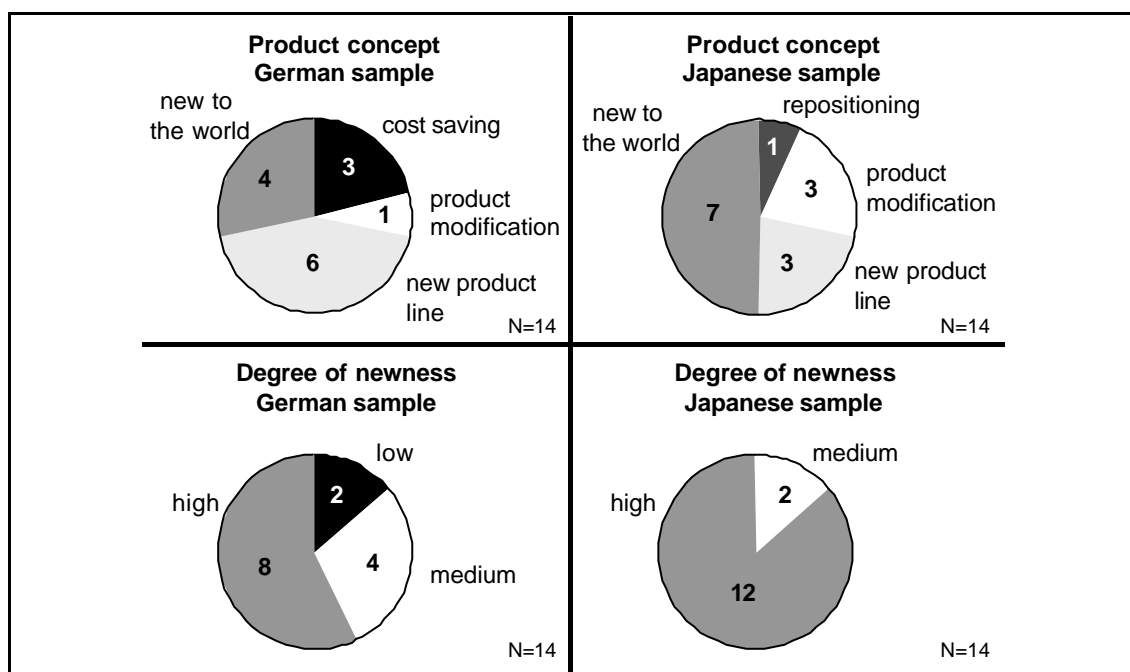 Product concept
German sample
new to
the world
cost saving
3
4
1
product
modification
6
new product
line
N=14
Product concept
Japanese sample
repositioning
new to
the world
1
3
product
modification
7
3
new product
line
N=14
Degree of newness
German sample
low
high
2
8
4
medium
N=14
Degree of newness
Japanese sample
medium
high
2
12
N=14